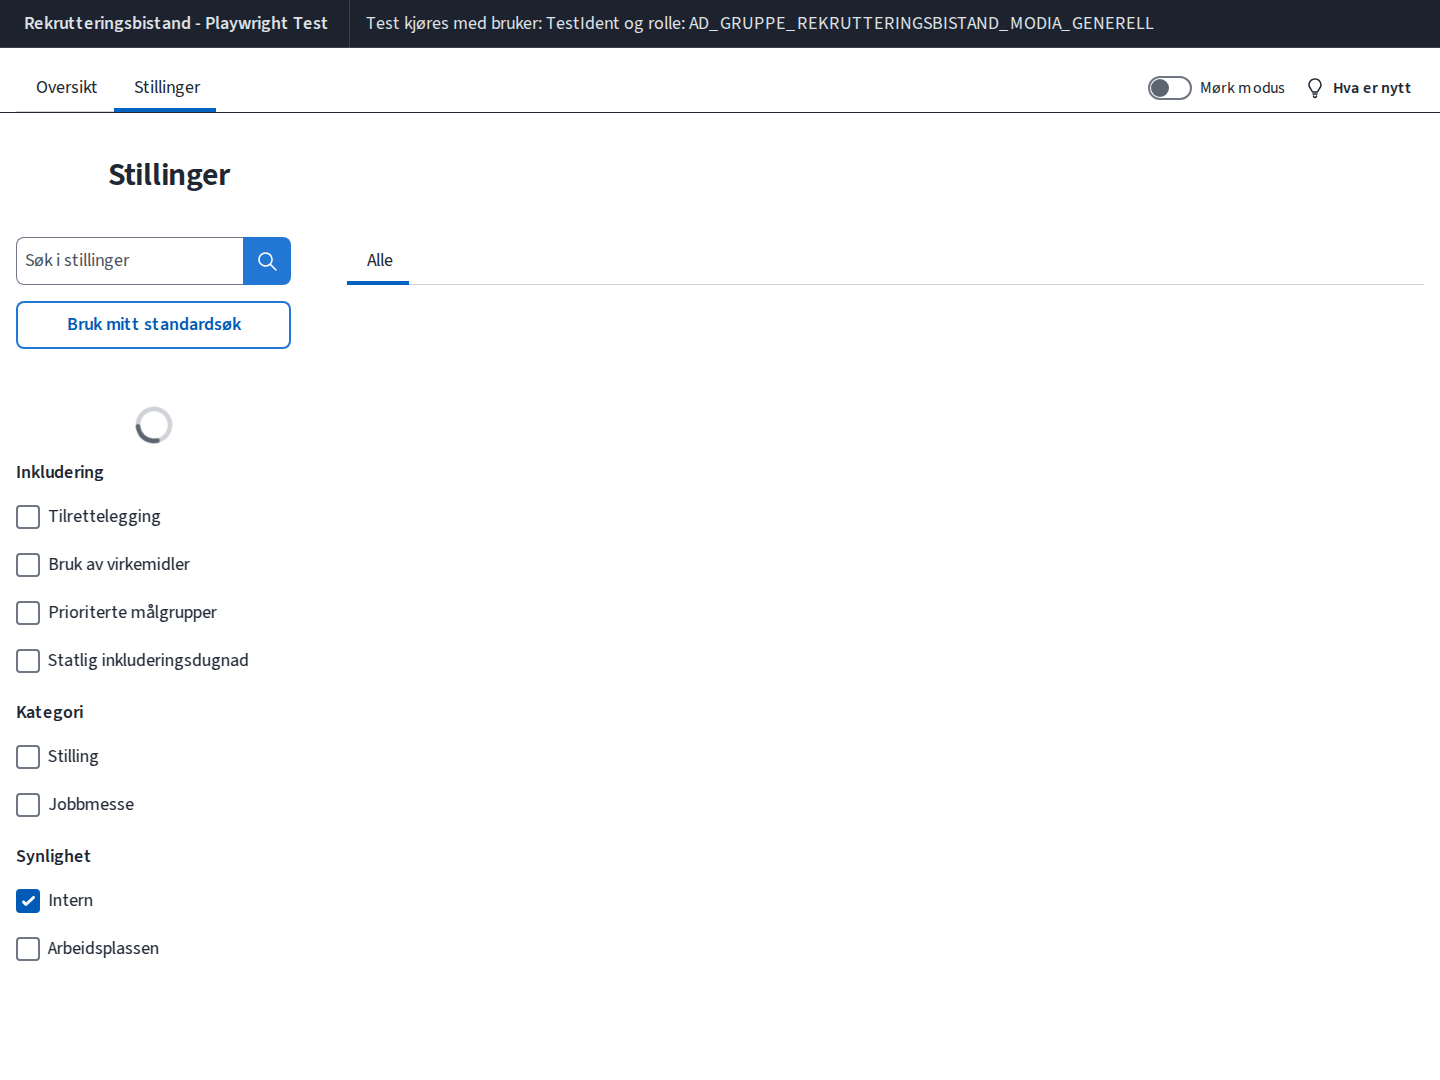 Rekrutteringsbistand - Playwright Test
Test kjøres med bruker: TestIdent og rolle: AD_GRUPPE_REKRUTTERINGSBISTAND_MODIA_GENERELL
Oversikt
Stillinger
Mørk modus
Hva er nytt
Stillinger
Søk i stillinger
Alle
Bruk mitt standardsøk
Inkludering
Tilrettelegging
Bruk av virkemidler
Prioriterte målgrupper
Statlig inkluderingsdugnad
Kategori
Stilling
Jobbmesse
Synlighet
Intern
Arbeidsplassen